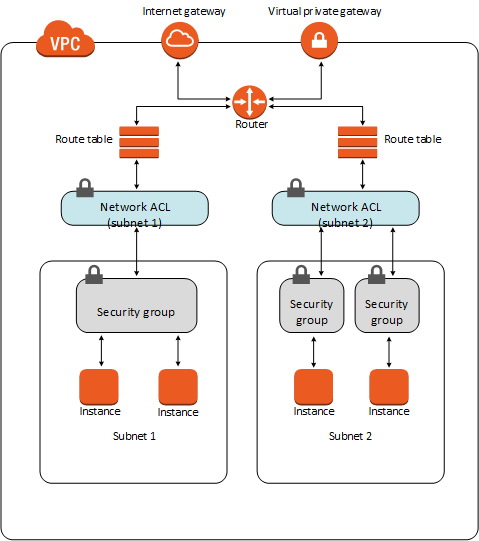 Internet gateway
Virtual private gateway
VPC
Router
Route table
Route table
Network ACL
(subnet 1)
Network ACL
(subnet 2)
Security group
Security
group
Security
group
Instance
Instance
Instance
Instance
Subnet 1
Subnet 2